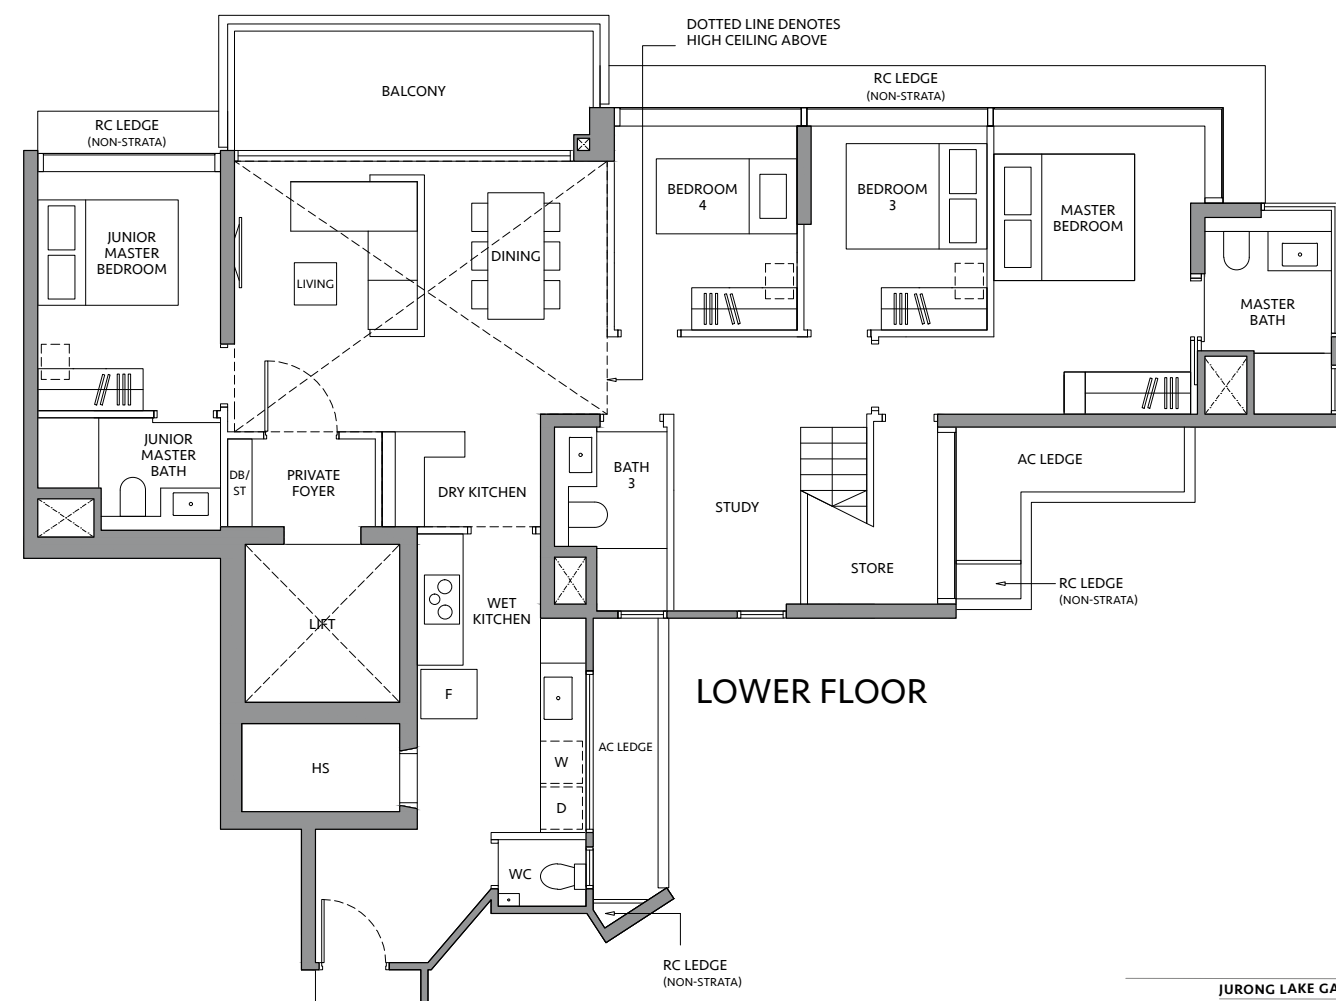 DOTTED LINE DENOTES
HIGH CEILING ABOVE
RC LEDGE
(NON-STRATA)
BALCONY
RC LEDGE
(NON-STRATA)
BEDROOM
4
BEDROOM
3
MASTER
BEDROOM
JUNIOR
MASTER
BEDROOM
DINING
LIVING
MASTER
BATH
JUNIOR
MASTER
BATH
DB/
ST
PRIVATE
FOYER
DRY KITCHEN
BATH
3
STUDY
AC LEDGE
STORE
RC LEDGE
(NON-STRATA)
LIFT
WET
KITCHEN
F
LOWER FLOOR
HS
W
AC LEDGE
D
WC
RC LEDGE
(NON-STRATA)
JURONG LAKE GA